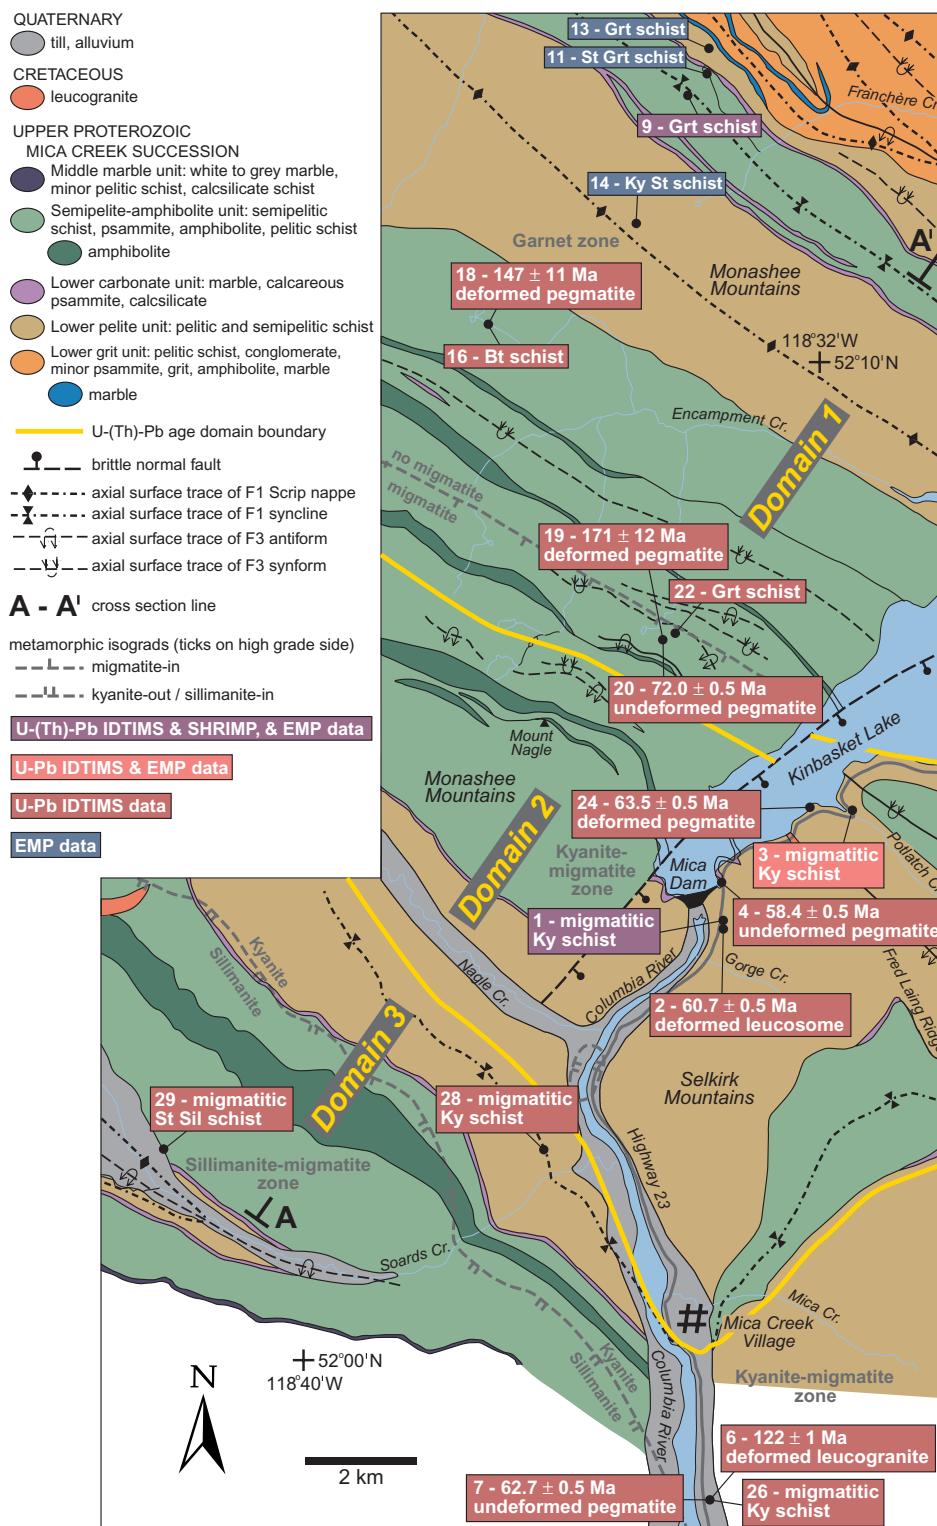 QUATERNARY
till, alluvium
CRETACEOUS
leucogranite
UPPER PROTEROZOIC
MICA CREEK SUCCESSION
Middle marble unit: white to grey marble,
minor pelitic schist, calcsilicate schist
Semipelite-amphibolite unit: semipelitic
schist, psammite, amphibolite, pelitic schist
amphibolite
Lower carbonate unit: marble, calcareous
psammite, calcsilicate
Lower pelite unit: pelitic and semipelitic schist
Lower grit unit: pelitic schist, conglomerate,
minor psammite, grit, amphibolite, marble
marble
U-(Th)-Pb age domain boundary
brittle normal fault
axial surface trace of F1 Scrip nappe
axial surface trace of F1 syncline
axial surface trace of F3 antiform
axial surface trace of F3 synform
A - A' cross section line
metamorphic isograds (ticks on high grade side)
migmatite-in
kyanite-out / sillimanite-in
U-(Th)-Pb IDTIMS & SHRIMP, & EMP data
U-Pb IDTIMS & EMP data
U-Pb IDTIMS data
EMP data
13 - Grt schist
11 - St Grt schist
Franchère Cr.
9 - Grt schist
14 - Ky St schist
Garnet zone
A'
18 - 147 ± 11 Ma
deformed pegmatite
Monashee
Mountains
16 - Bt schist
118°32'W
52°10'N
Encampment Cr.
Domain 1
no migmatite
migmatite
19 - 171 ± 12 Ma
deformed pegmatite
22 - Grt schist
20 - 72.0 ± 0.5 Ma
undeformed pegmatite
Mount
Nagle
Kinbasket Lake
Monashee
Mountains
24 - 63.5 ± 0.5 Ma
deformed pegmatite
Domain 2
Kyanite-
migmatite
zone
Mica
Dam
Potlatch Cr.
3 - migmatitic
Ky schist
1 - migmatitic
Ky schist
4 - 58.4 ± 0.5 Ma
undeformed pegmatite
Kyanite
Sillimanite
Nagle Cr.
Columbia River
Gorge Cr.
Fred Laing Ridge
2 - 60.7 ± 0.5 Ma
deformed leucosome
Domain 3
Selkirk
Mountains
29 - migmatitic
St Sil schist
28 - migmatitic
Ky schist
Highway 23
Sillimanite-migmatite
zone
A
Soards Cr.
Mica Cr.
#
Mica Creek
Village
52°00'N
118°40'W
Kyanite
Sillimanite
Columbia River
Kyanite-migmatite
zone
N
2 km
6 - 122 ± 1 Ma
deformed leucogranite
7 - 62.7 ± 0.5 Ma
undeformed pegmatite
26 - migmatitic
Ky schist